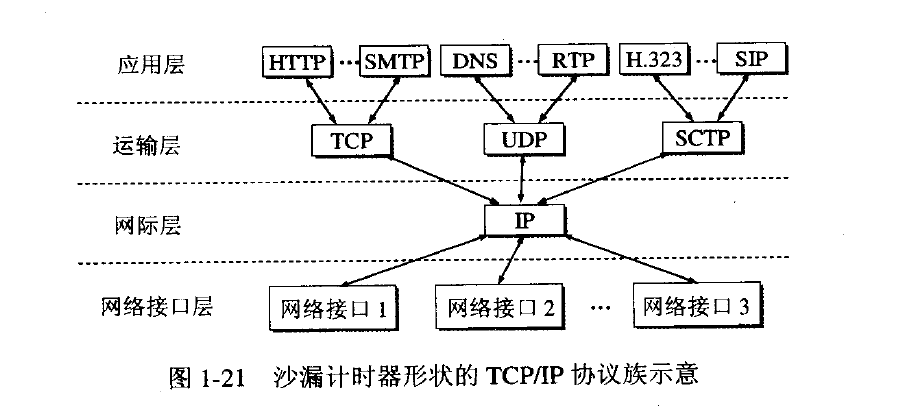 应用层 HTTP ··· SMTP DNS ··· RTP H.323 ··· SIP
运输层 TCP UDP SCTP
网际层 IP
网络接口层 网络接口 1 网络接口 2 ··· 网络接口 3
图 1-21 沙漏计时器形状的 TCP/IP 协议族示意